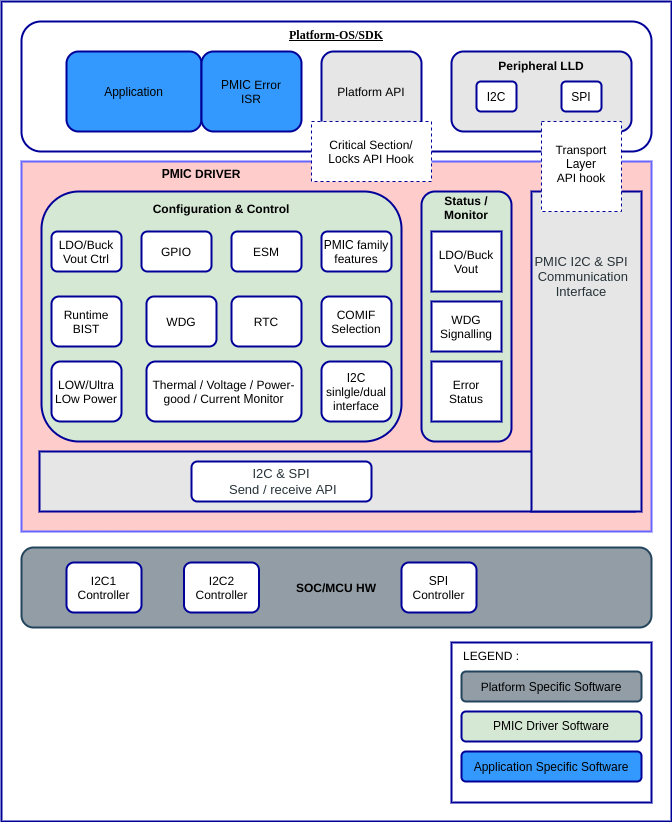 Platform-OS/SDK
Application
PMIC Error
ISR
Platform API
Peripheral LLD
I2C
SPI
Critical Section/
Locks API Hook
Transport
Layer
API hook
PMIC DRIVER
Configuration & Control
LDO/Buck
Vout Ctrl
GPIO
ESM
PMIC family
features
Runtime
BIST
WDG
RTC
COMIF
Selection
LOW/Ultra
LOw Power
Thermal / Voltage / Power-
good / Current Monitor
I2C
sinlgle/dual
interface
Status /
Monitor
LDO/Buck
Vout
WDG
Signalling
Error
Status
PMIC I2C & SPI
Communication
Interface
I2C & SPI
Send / receive API
I2C1
Controller
I2C2
Controller
SOC/MCU HW
SPI
Controller
LEGEND :
Platform Specific Software
PMIC Driver Software
Application Specific Software